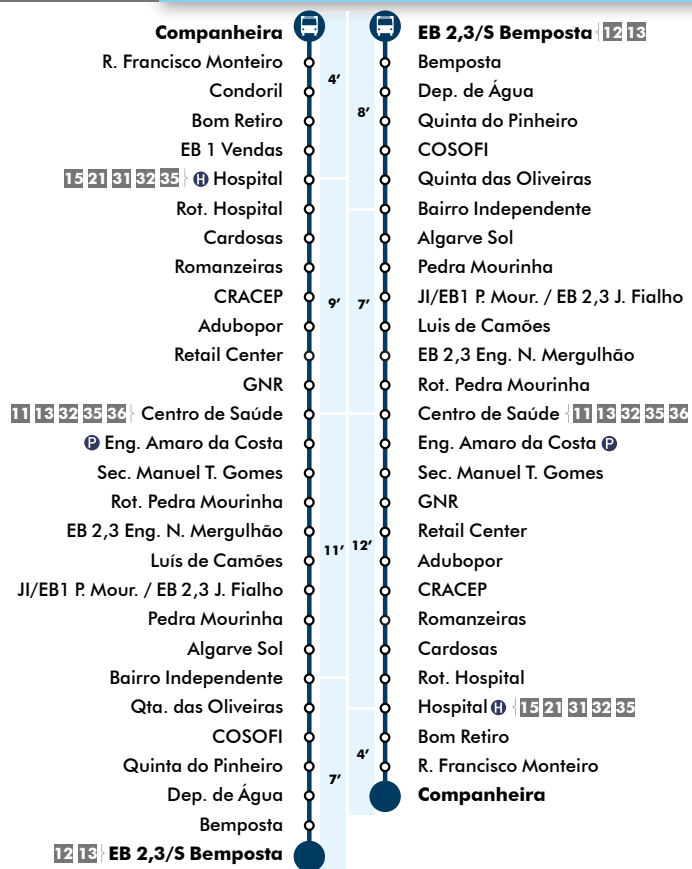 Companheira
R. Francisco Monteiro
Condoril
Bom Retiro
EB 1 Vendas
15 21 31 32 35 H Hospital
Rot. Hospital
Cardosas
Romanzeiras
CRACEP
Adubopor
Retail Center
GNR
11 13 32 35 36 Centro de Saúde
P Eng. Amaro da Costa
Sec. Manuel T. Gomes
Rot. Pedra Mourinha
EB 2,3 Eng. N. Mergulhão
Luís de Camões
JI/EB1 P. Mour. / EB 2,3 J. Fialho
Pedra Mourinha
Algarve Sol
Bairro Independente
Qta. das Oliveiras
COSOFI
Quinta do Pinheiro
Dep. de Água
Bemposta
12 13 EB 2,3/S Bemposta
4’
9’
11’
7’
8’
7’
12’
4’
EB 2,3/S Bemposta 12 13
Bemposta
Dep. de Água
Quinta do Pinheiro
COSOFI
Quinta das Oliveiras
Bairro Independente
Algarve Sol
Pedra Mourinha
JI/EB1 P. Mour. / EB 2,3 J. Fialho
Luis de Camões
EB 2,3 Eng. N. Mergulhão
Rot. Pedra Mourinha
Centro de Saúde 11 13 32 35 36
Eng. Amaro da Costa P
Sec. Manuel T. Gomes
GNR
Retail Center
Adubopor
CRACEP
Romanzeiras
Cardosas
Rot. Hospital
Hospital H 15 21 31 32 35
Bom Retiro
R. Francisco Monteiro
Companheira